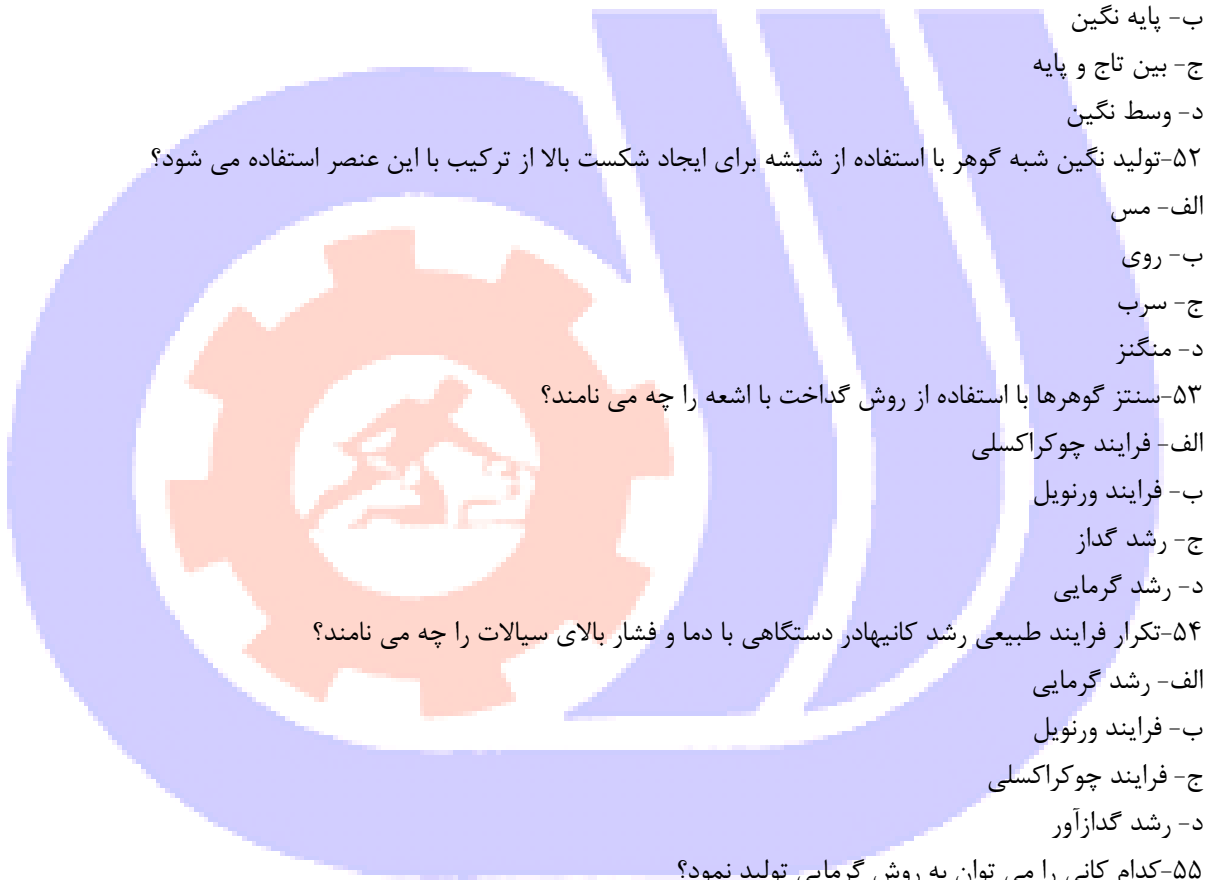 ب- پایه نگین
ج- بین تاج و پایه
د- وسط نگین
۵۲-تولید نگین شبه گوهر با استفاده از شیشه برای ایجاد شکست بالا از ترکیب با این عنصر استفاده می شود؟
الف- مس
ب- روی
ج- سرب
د- منگنز
۵۳-سنتز گوهرها با استفاده از روش گداخت با اشعه را چه می نامند؟
الف- فرایند چوکراکسلی
ب- فرایند ورنویل
ج- رشد گداز
د- رشد گرمایی
۵۴-تکرار فرایند طبیعی رشد کانیهادر دستگاهی با دما و فشار بالای سیالات را چه می نامند؟
الف- رشد گرمایی
ب- فرایند ورنویل
ج- فرایند چوکراکسلی
د- رشد گدازآور
۵۵-کدام کانی را می توان به روش گرمایی تولید نمود؟